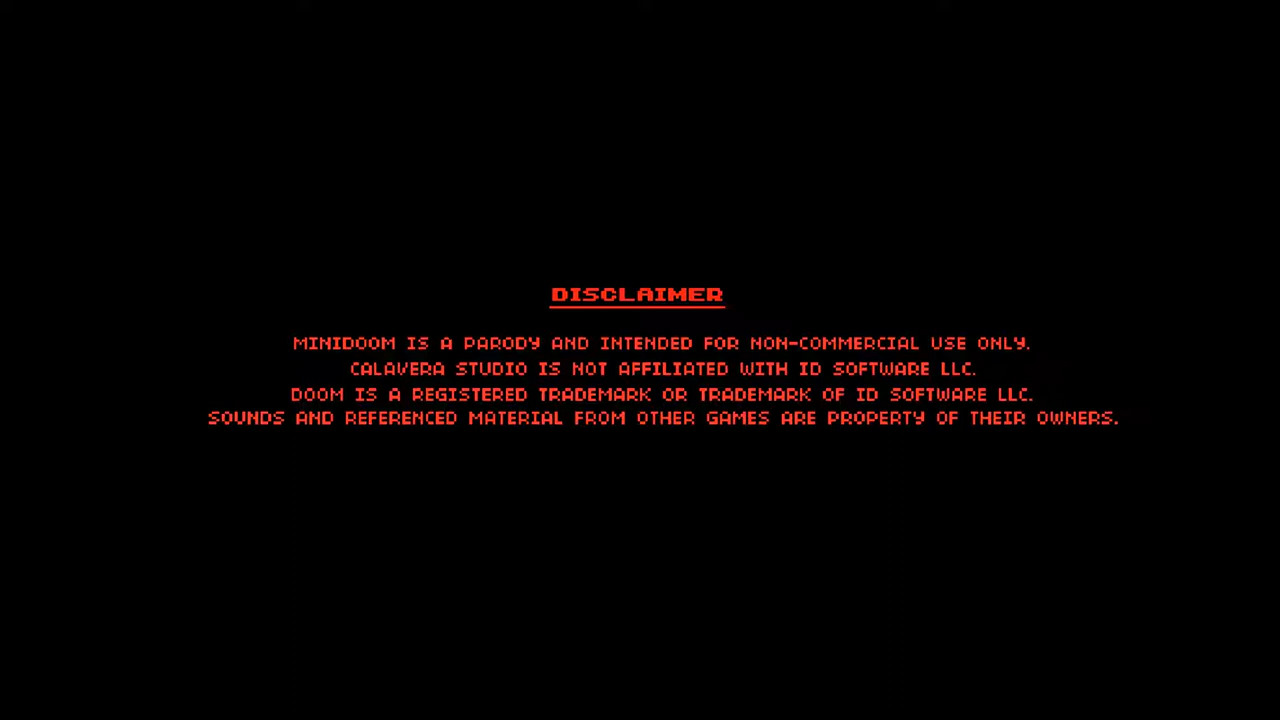 DISCLAIMER
MINIDOOM IS A PARODY AND INTENDED FOR NON-COMMERCIAL USE ONLY.
CALAVERA STUDIO IS NOT AFFILIATED WITH ID SOFTWARE LLC.
DOOM IS A REGISTERED TRADEMARK OR TRADEMARK OF ID SOFTWARE LLC.
SOUNDS AND REFERENCED MATERIAL FROM OTHER GAMES ARE PROPERTY OF THEIR OWNERS.